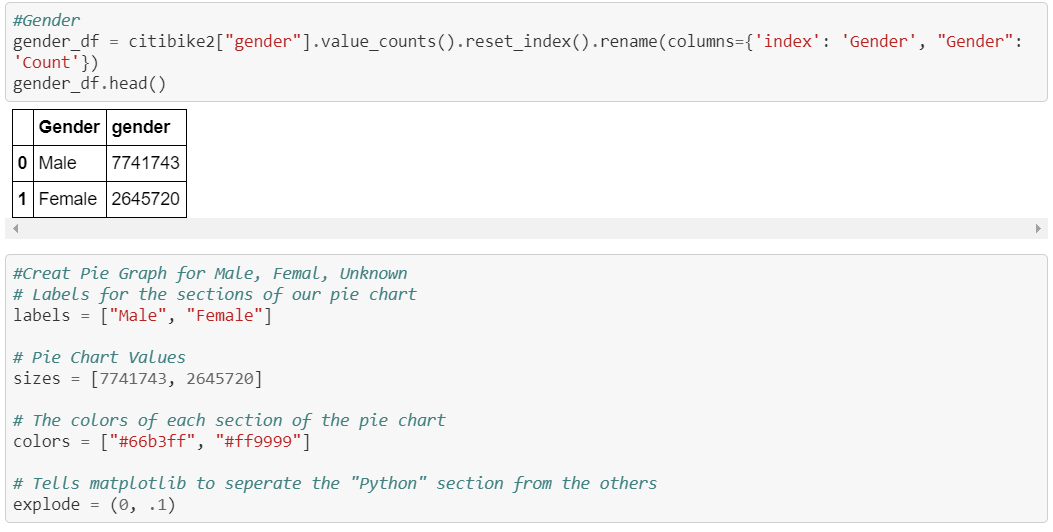 #Gender
gender_df = citibike2["gender"].value_counts().reset_index().rename(columns={'index': 'Gender', "Gender":
'Count'})
gender_df.head()
Gender gender
0 Male 7741743
1 Female 2645720
#Creat Pie Graph for Male, Femal, Unknown
# Labels for the sections of our pie chart
labels = ["Male", "Female"]
# Pie Chart Values
sizes = [7741743, 2645720]
# The colors of each section of the pie chart
colors = ["#66b3ff", "#ff9999"]
# Tells matplotlib to seperate the "Python" section from the others
explode = (0, .1)